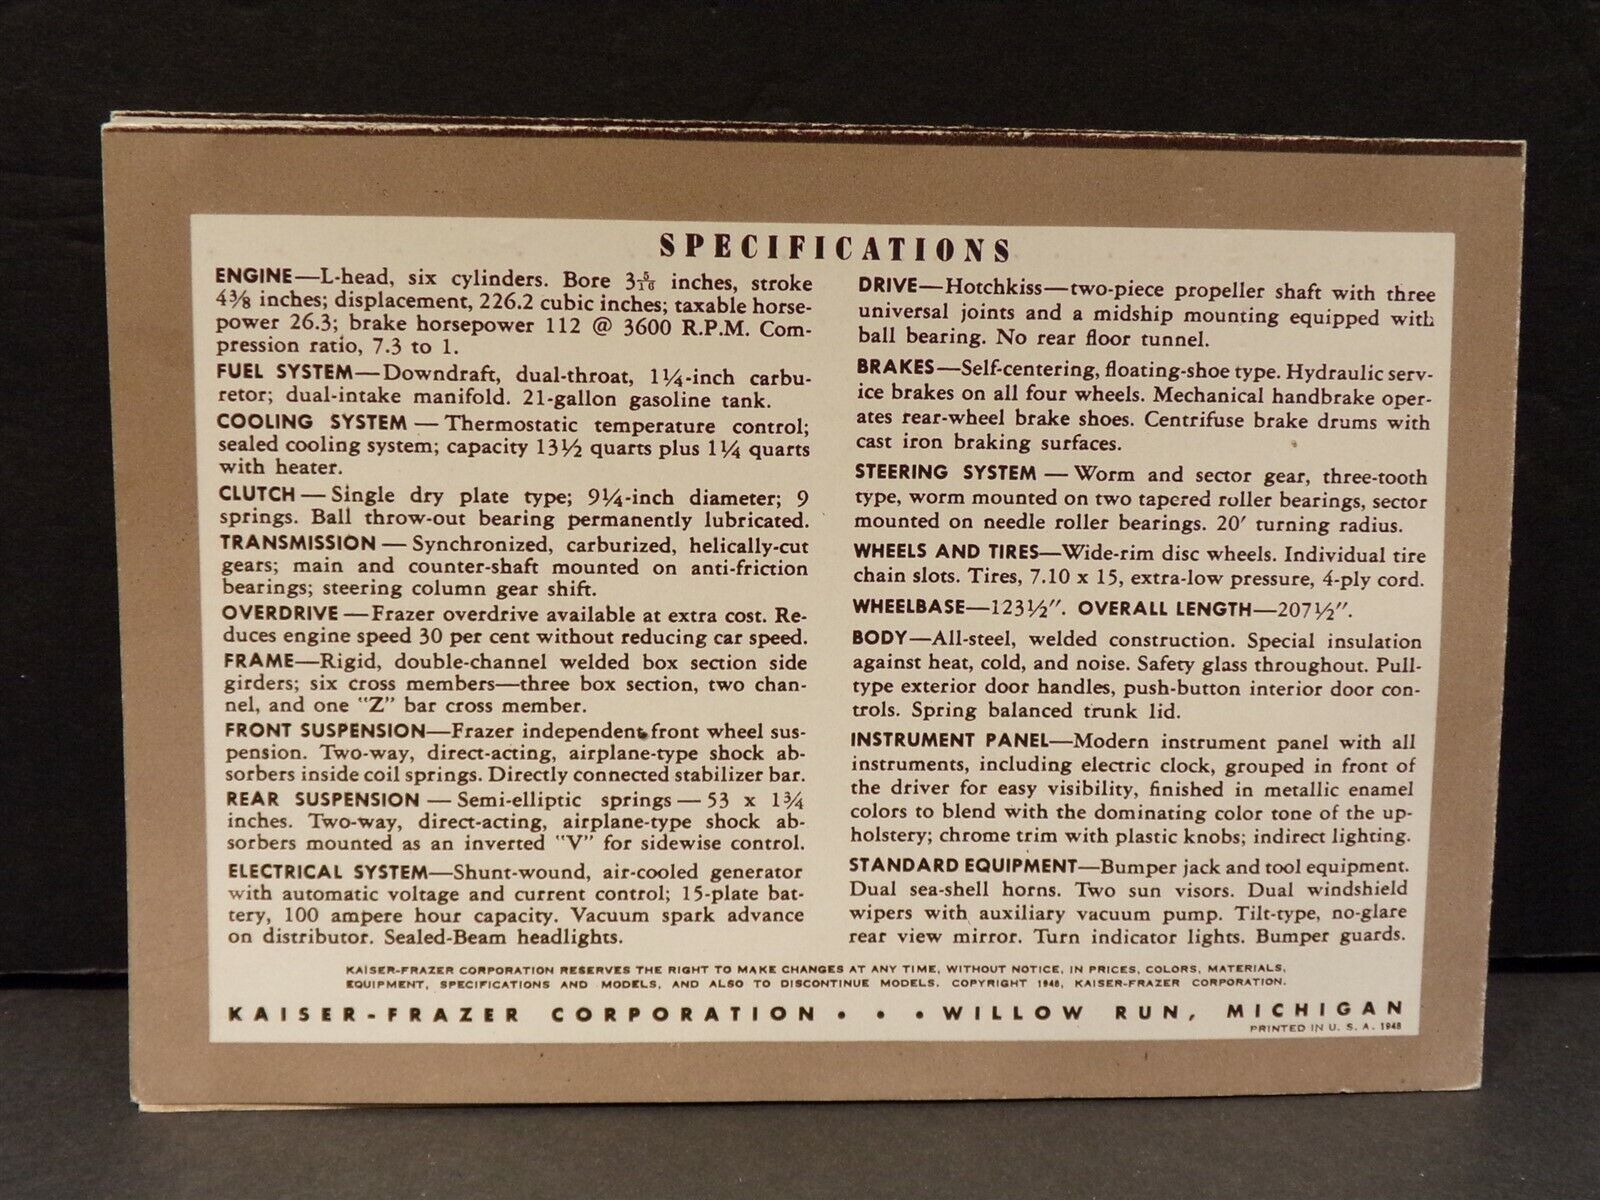 SPECIFICATIONS
ENGINE—L-head, six cylinders. Bore 3 5/16 inches, stroke
4⅜ inches; displacement, 226.2 cubic inches; taxable horse-
power 26.3; brake horsepower 112 @ 3600 R.P.M. Com-
pression ratio, 7.3 to 1.
FUEL SYSTEM—Downdraft, dual-throat, 1¼-inch carbu-
retor; dual-intake manifold. 21-gallon gasoline tank.
COOLING SYSTEM — Thermostatic temperature control;
sealed cooling system; capacity 13½ quarts plus 1¼ quarts
with heater.
CLUTCH — Single dry plate type; 9¼-inch diameter; 9
springs. Ball throw-out bearing permanently lubricated.
TRANSMISSION — Synchronized, carburized, helically-cut
gears; main and counter-shaft mounted on anti-friction
bearings; steering column gear shift.
OVERDRIVE — Frazer overdrive available at extra cost. Re-
duces engine speed 30 per cent without reducing car speed.
FRAME—Rigid, double-channel welded box section side
girders; six cross members—three box section, two chan-
nel, and one "Z" bar cross member.
FRONT SUSPENSION—Frazer independent front wheel sus-
pension. Two-way, direct-acting, airplane-type shock ab-
sorbers inside coil springs. Directly connected stabilizer bar.
REAR SUSPENSION — Semi-elliptic springs — 53 x 1¾
inches. Two-way, direct-acting, airplane-type shock ab-
sorbers mounted as an inverted "V" for sidewise control.
ELECTRICAL SYSTEM—Shunt-wound, air-cooled generator
with automatic voltage and current control; 15-plate bat-
tery, 100 ampere hour capacity. Vacuum spark advance
on distributor. Sealed-Beam headlights.
DRIVE—Hotchkiss—two-piece propeller shaft with three
universal joints and a midship mounting equipped with
ball bearing. No rear floor tunnel.
BRAKES—Self-centering, floating-shoe type. Hydraulic serv-
ice brakes on all four wheels. Mechanical handbrake oper-
ates rear-wheel brake shoes. Centrifuse brake drums with
cast iron braking surfaces.
STEERING SYSTEM — Worm and sector gear, three-tooth
type, worm mounted on two tapered roller bearings, sector
mounted on needle roller bearings. 20' turning radius.
WHEELS AND TIRES—Wide-rim disc wheels. Individual tire
chain slots. Tires, 7.10 x 15, extra-low pressure, 4-ply cord.
WHEELBASE—123½". OVERALL LENGTH—207½".
BODY—All-steel, welded construction. Special insulation
against heat, cold, and noise. Safety glass throughout. Pull-
type exterior door handles, push-button interior door con-
trols. Spring balanced trunk lid.
INSTRUMENT PANEL—Modern instrument panel with all
instruments, including electric clock, grouped in front of
the driver for easy visibility, finished in metallic enamel
colors to blend with the dominating color tone of the up-
holstery; chrome trim with plastic knobs; indirect lighting.
STANDARD EQUIPMENT—Bumper jack and tool equipment.
Dual sea-shell horns. Two sun visors. Dual windshield
wipers with auxiliary vacuum pump. Tilt-type, no-glare
rear view mirror. Turn indicator lights. Bumper guards.
KAISER-FRAZER CORPORATION RESERVES THE RIGHT TO MAKE CHANGES AT ANY TIME, WITHOUT NOTICE, IN PRICES, COLORS, MATERIALS,
EQUIPMENT, SPECIFICATIONS AND MODELS, AND ALSO TO DISCONTINUE MODELS. COPYRIGHT 1948, KAISER-FRAZER CORPORATION.
KAISER-FRAZER CORPORATION • • • WILLOW RUN, MICHIGAN
PRINTED IN U. S. A. 1948